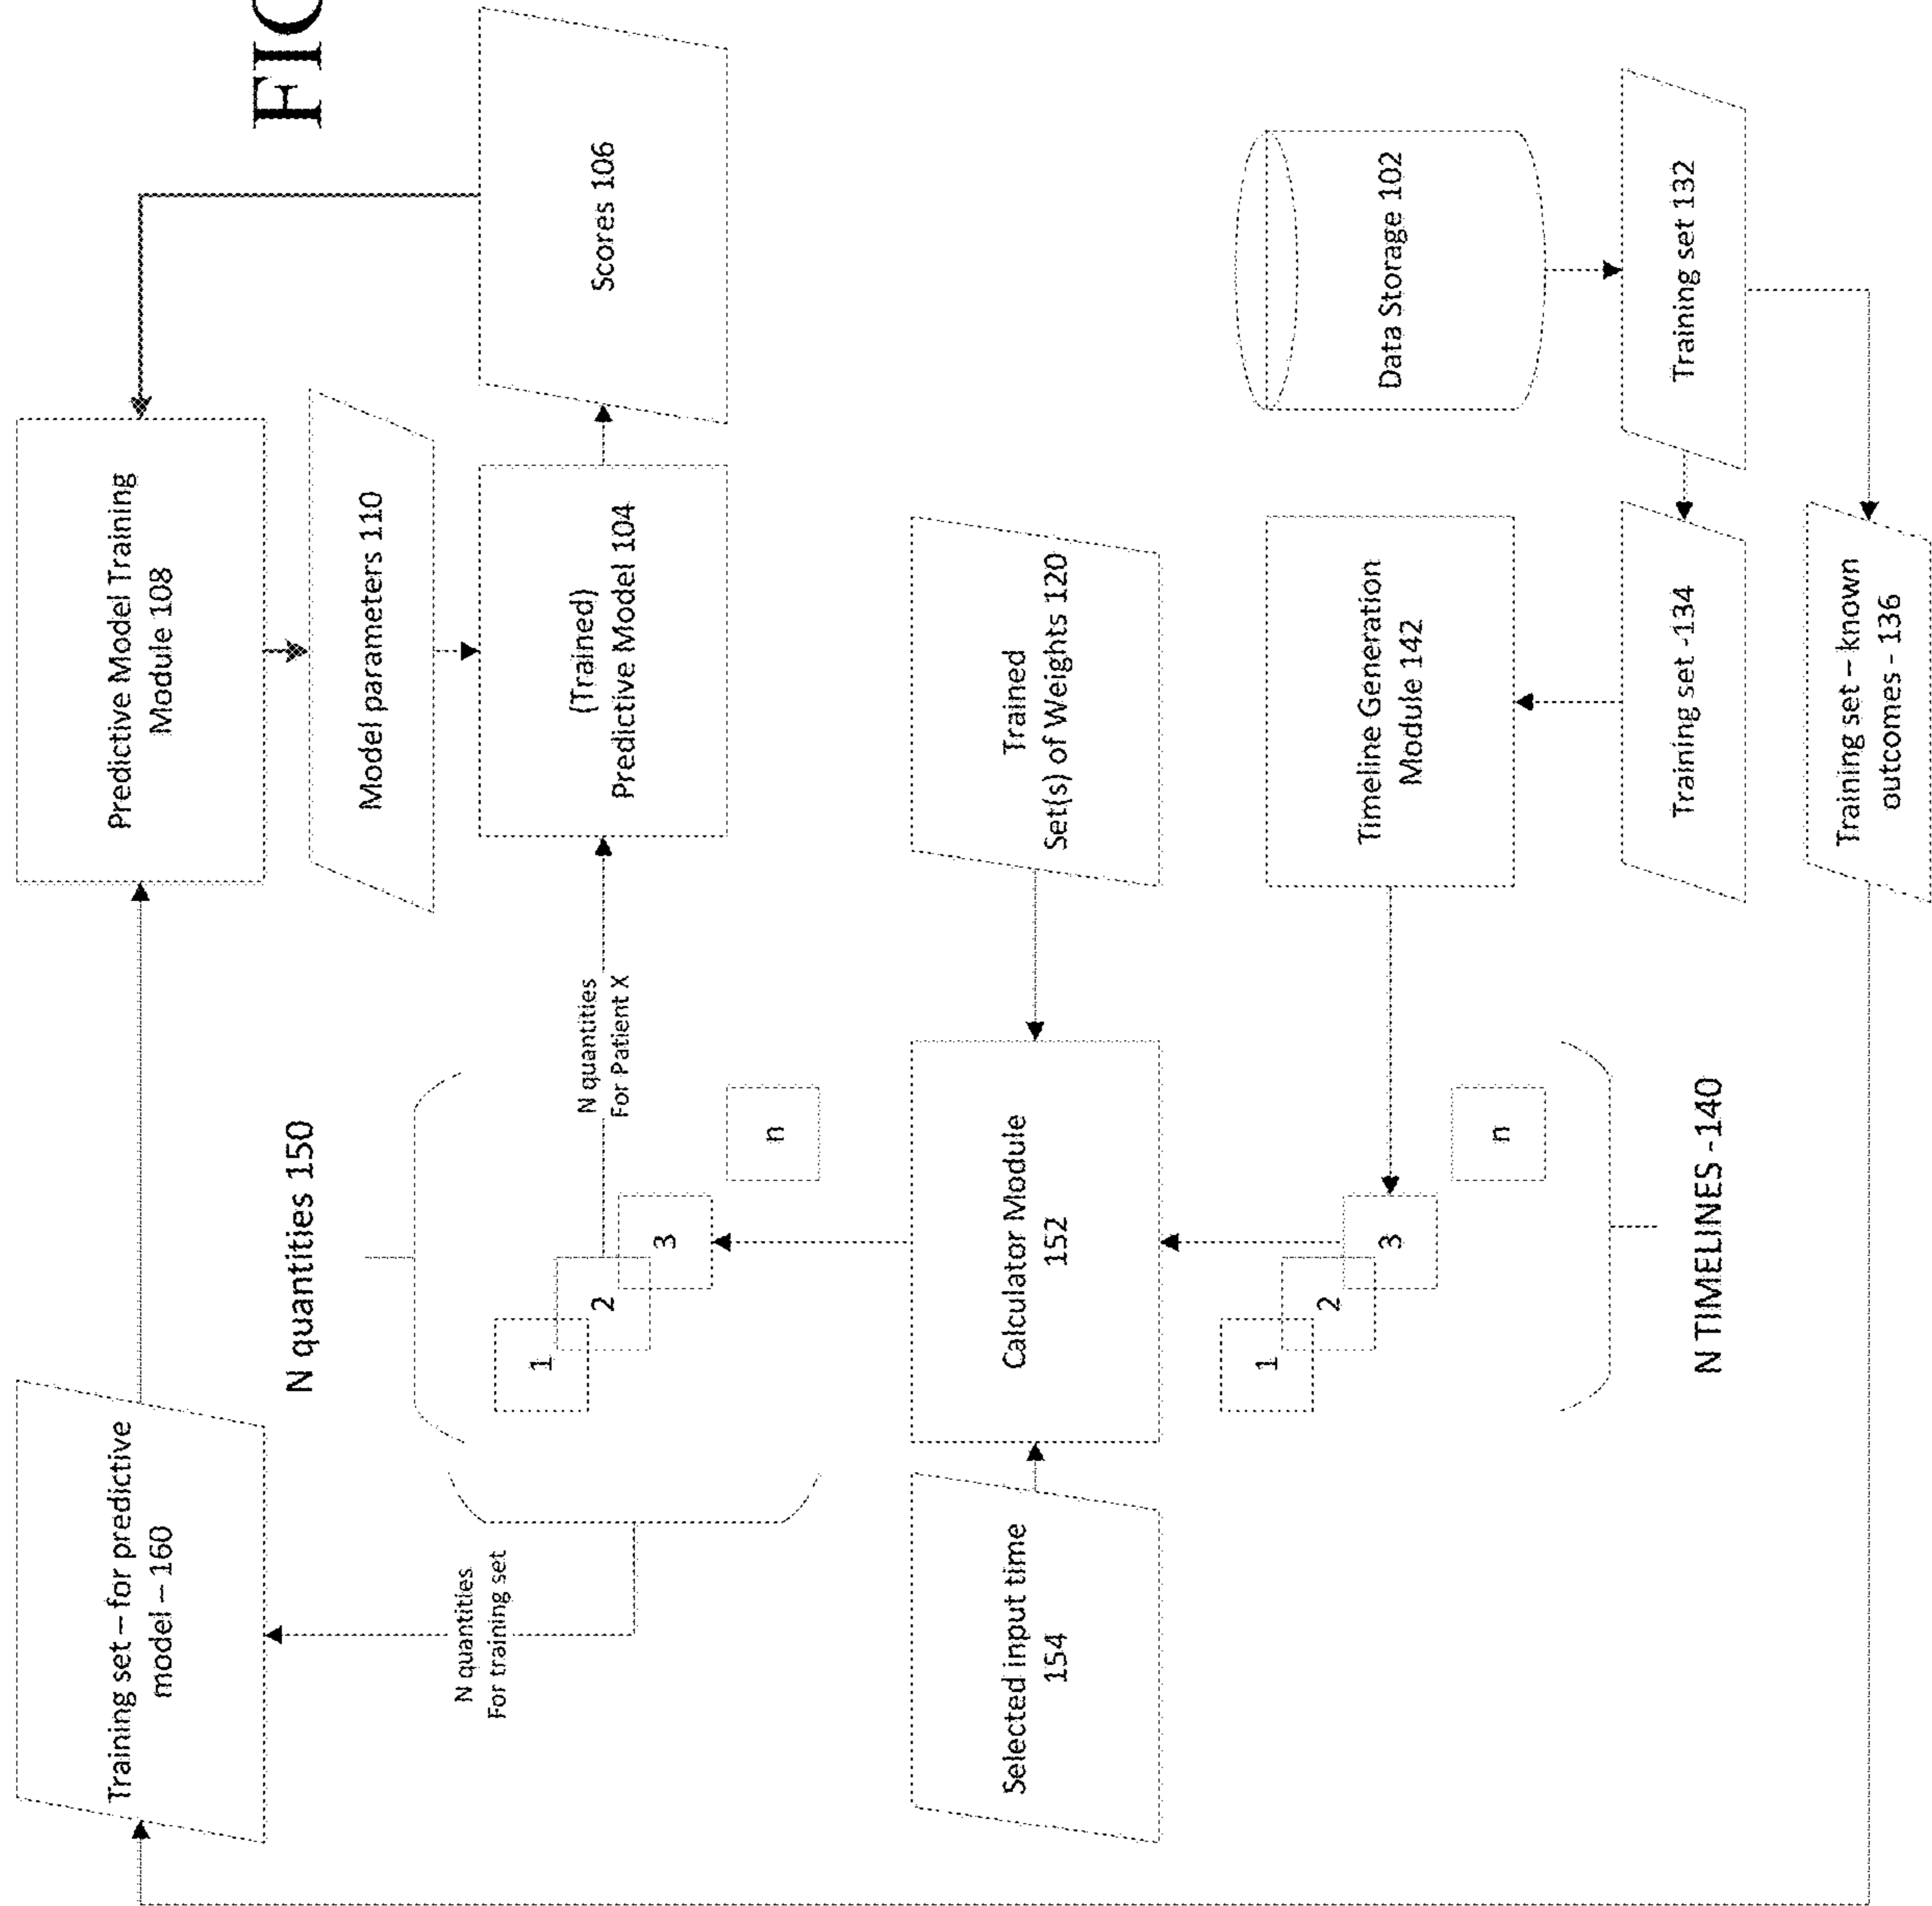 Training set – for predictive
model – 160
Predictive Model Training
Module 108
FIG
N quantities 150
Model parameters 110
N quantities
For training set
1
2
3
n
N quantities
For Patient X
(Trained)
Predictive Model 104
Scores 106
Selected input time
154
Calculator Module
152
Trained
Set(s) of Weights 120
1
2
3
n
Timeline Generation
Module 142
Data Storage 102
N TIMELINES -140
Training set -134
Training set 132
Training set – known
outcomes - 136